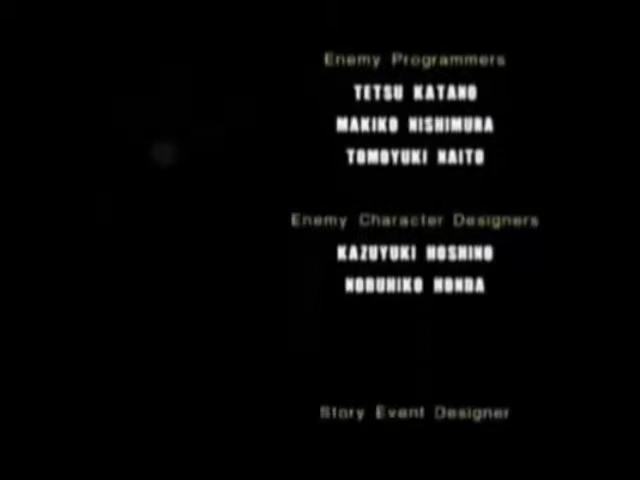 Enemy Programmers
TETSU KATANO
MAKIKO NISHIMURA
TOMOYUKI NAITO
Enemy Character Designers
KAZUYUKI HOSHINO
NOBUHIKO HONDA
Story Event Designer